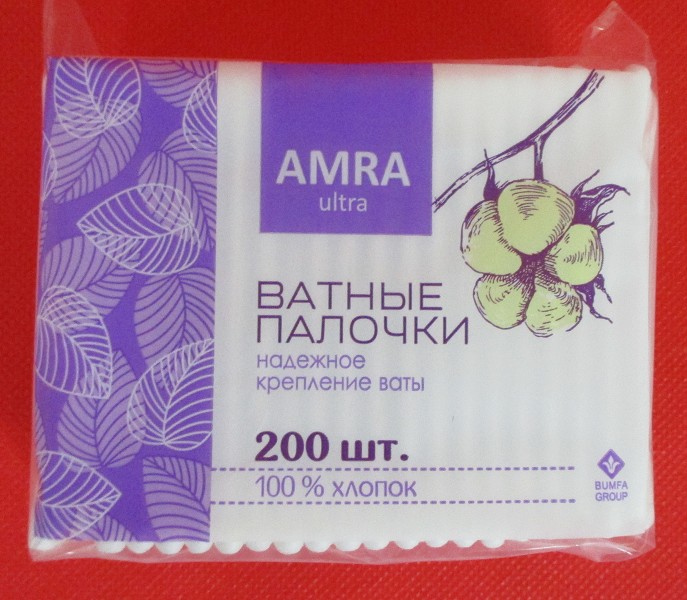 AMRA
ultra
ВАТНЫЕ
ПАЛОЧКИ
надежное
крепление ваты
200 шт.
100 % хлопок
BUMFA
GROUP